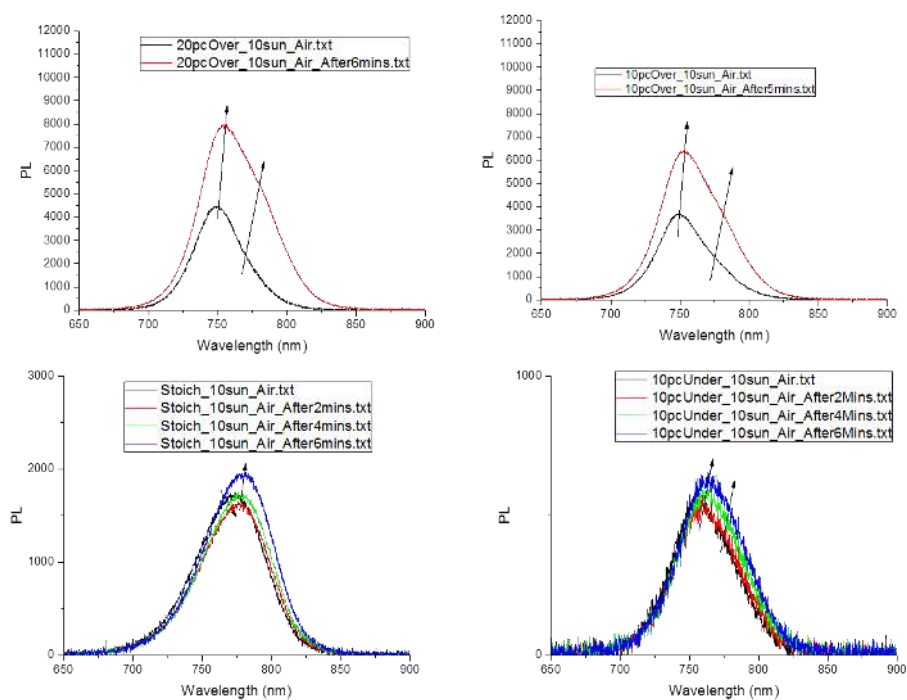 12000
11000
10000
9000
8000
7000
6000
5000
4000
3000
2000
1000
0
PL
20pcOver_10sun_Air.txt
20pcOver_10sun_Air_After6mins.txt
650 700 750 800 850 900
Wavelength (nm)
12000
11000
10000
9000
8000
7000
6000
5000
4000
3000
2000
1000
0
PL
10pcOver_10sun_Air.txt
10pcOver_10sun_Air_After5mins.txt
650 700 750 800 850 900
Wavelength (nm)
3000
2000
1000
0
PL
Stoich_10sun_Air.txt
Stoich_10sun_Air_After2mins.txt
Stoich_10sun_Air_After4mins.txt
Stoich_10sun_Air_After6mins.txt
650 700 750 800 850 900
Wavelength (nm)
1000
PL
10pcUnder_10sun_Air.txt
10pcUnder_10sun_Air_After2Mins.txt
10pcUnder_10sun_Air_After4Mins.txt
10pcUnder_10sun_Air_After6Mins.txt
650 700 750 800 850 900
Wavelength (nm)